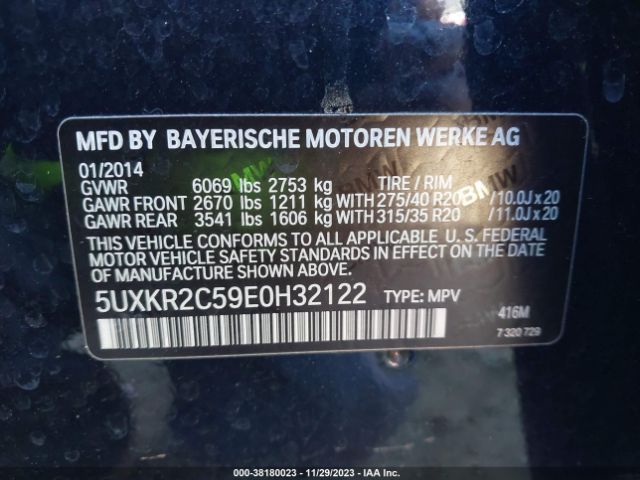 MFD BY BAYERISCHE MOTOREN WERKE AG
01/2014
GVWR 6069 lbs 2753 kg TIRE / RIM
GAWR FRONT 2670 lbs 1211 kg WITH 275/40 R20 /10.0J x 20
GAWR REAR 3541 lbs 1606 kg WITH 315/35 R20 /11.0J x 20
THIS VEHICLE CONFORMS TO ALL APPLICABLE U.S. FEDERAL
MOTOR VEHICLE SAFETY STANDARDS IN EFFECT ON THE
DATE OF MANUFACTURE SHOWN ABOVE.
5UXKR2C59E0H32122 TYPE: MPV
416M
7 320 729
000-38180023 - 11/29/2023 - IAA Inc.